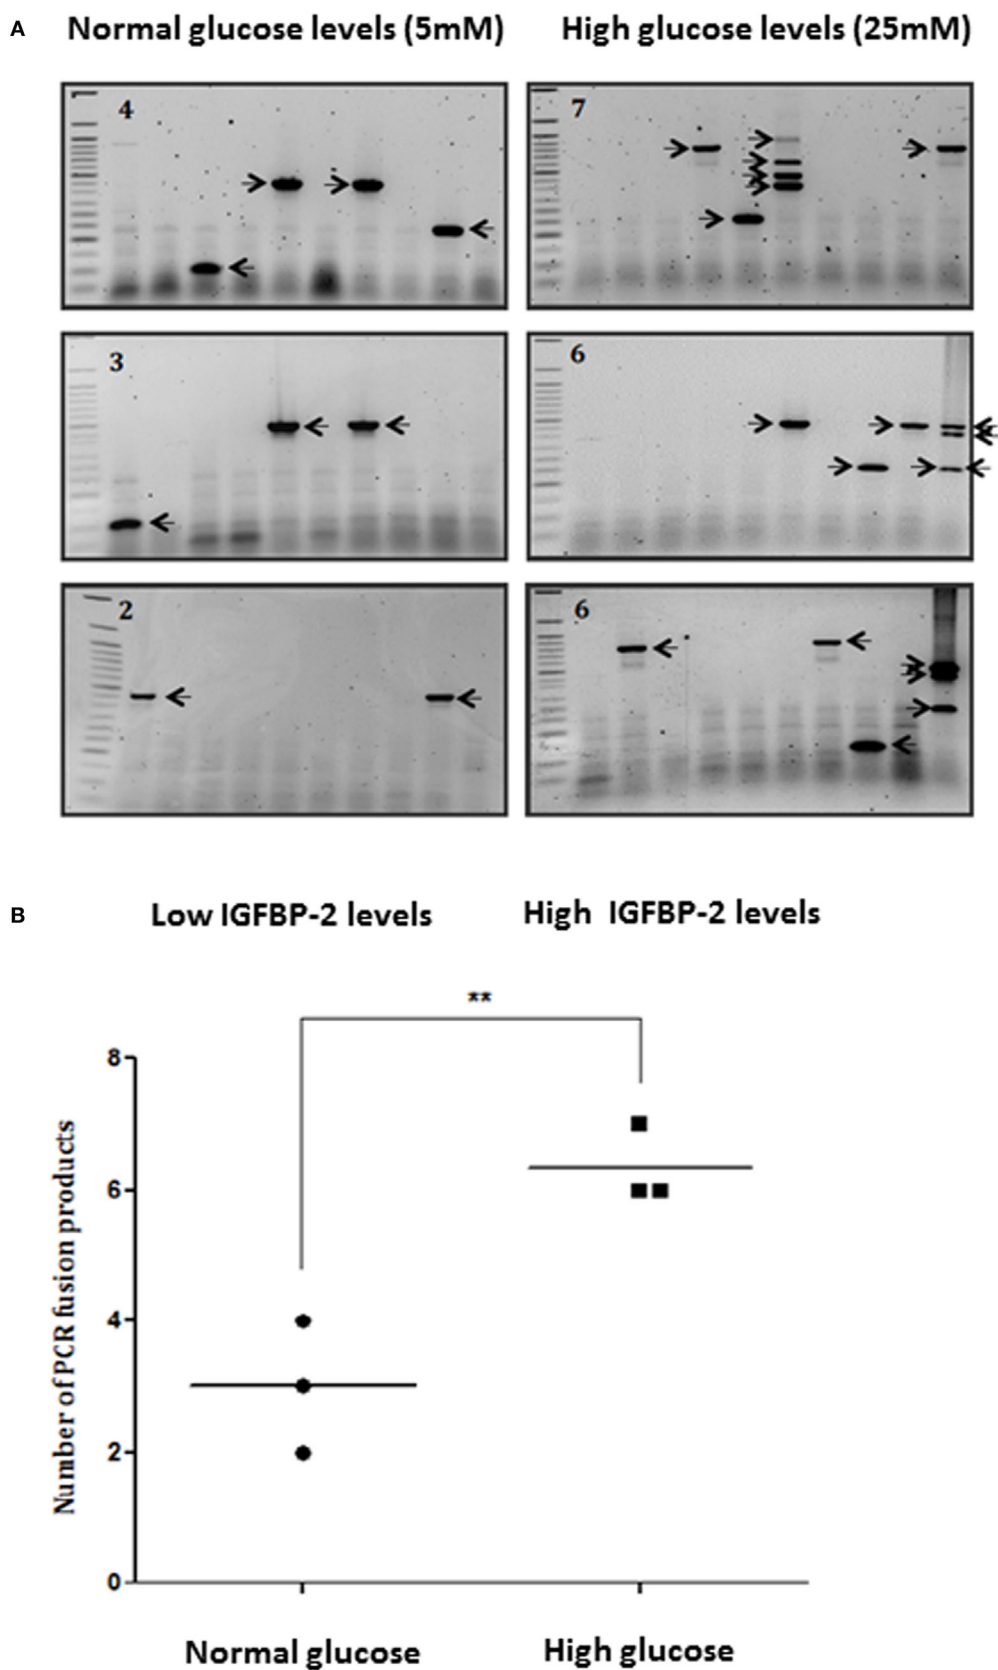 A
Normal glucose levels (5mM)
High glucose levels (25mM)
4
7
3
6
2
6
B
Low IGFBP-2 levels
High IGFBP-2 levels
**
Number of PCR fusion products
8
6
4
2
0
Normal glucose
High glucose